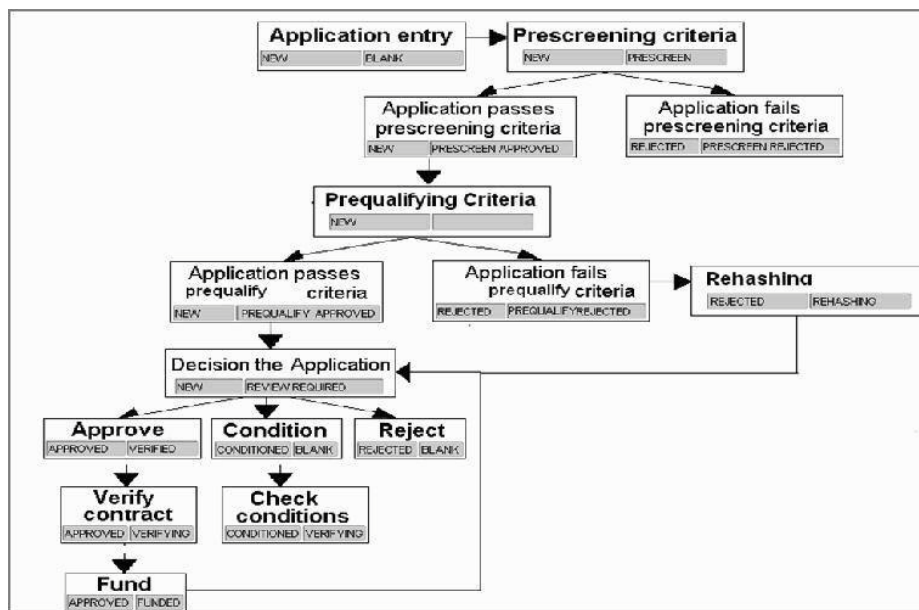 Application entry
NEW BLANK
Prescreening criteria
NEW PRESCREEN
Application passes
prescreening criteria
NEW PRESCREEN APPROVED
Application fails
prescreening criteria
REJECTED PRESCREEN REJECTED
Prequalifying Criteria
NEW
Application passes
prequalify criteria
NEW PREQUALIFY APPROVED
Application fails
prequalify criteria
REJECTED PREQUALIFYREJECTED
Rehashing
REJECTED REHASHING
Decision the Application
NEW REVIEW REQUIRED
Approve
APPROVED VERIFIED
Condition
CONDITIONED BLANK
Reject
REJECTED BLANK
Verify
contract
APPROVED VERIFYING
Check
conditions
CONDITIONED VERIFYING
Fund
APPROVED FUNDED